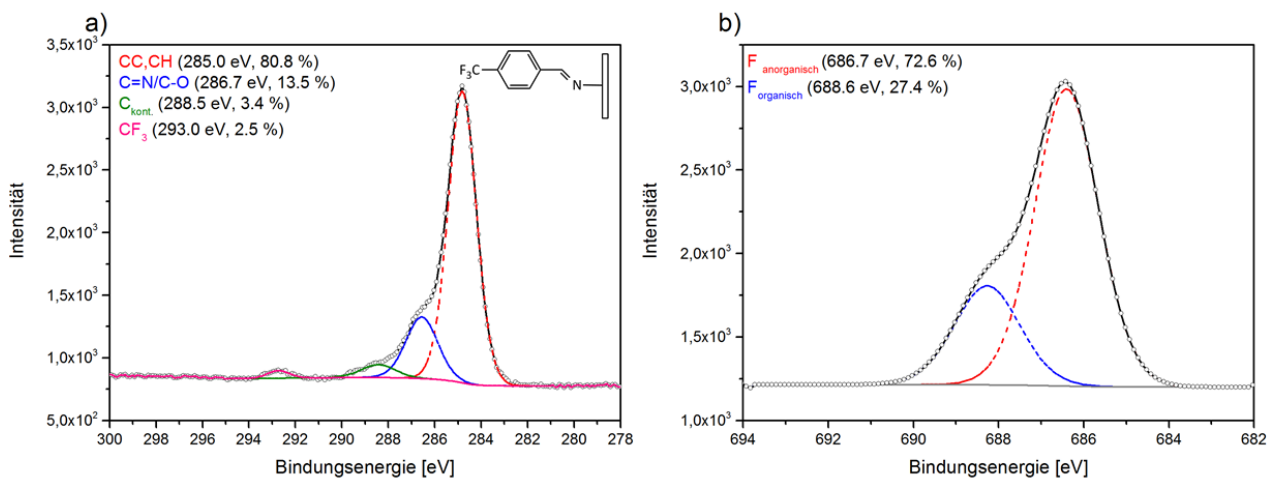 a)
CC,CH (285.0 eV, 80.8 %)
C=N/C-O (286.7 eV, 13.5 %)
C kont. (288.5 eV, 3.4 %)
CF3 (293.0 eV, 2.5 %)
F3C
N
3,5x10³
3,0x10³
2,5x10³
2,0x10³
1,5x10³
1,0x10³
5,0x10²
Intensität
300 298 296 294 292 290 288 286 284 282 280 278
Bindungsenergie [eV]
b)
F anorganisch (686.7 eV, 72.6 %)
F organisch (688.6 eV, 27.4 %)
3,0x10³
2,5x10³
2,0x10³
1,5x10³
1,0x10³
Intensität
694 692 690 688 686 684 682
Bindungsenergie [eV]